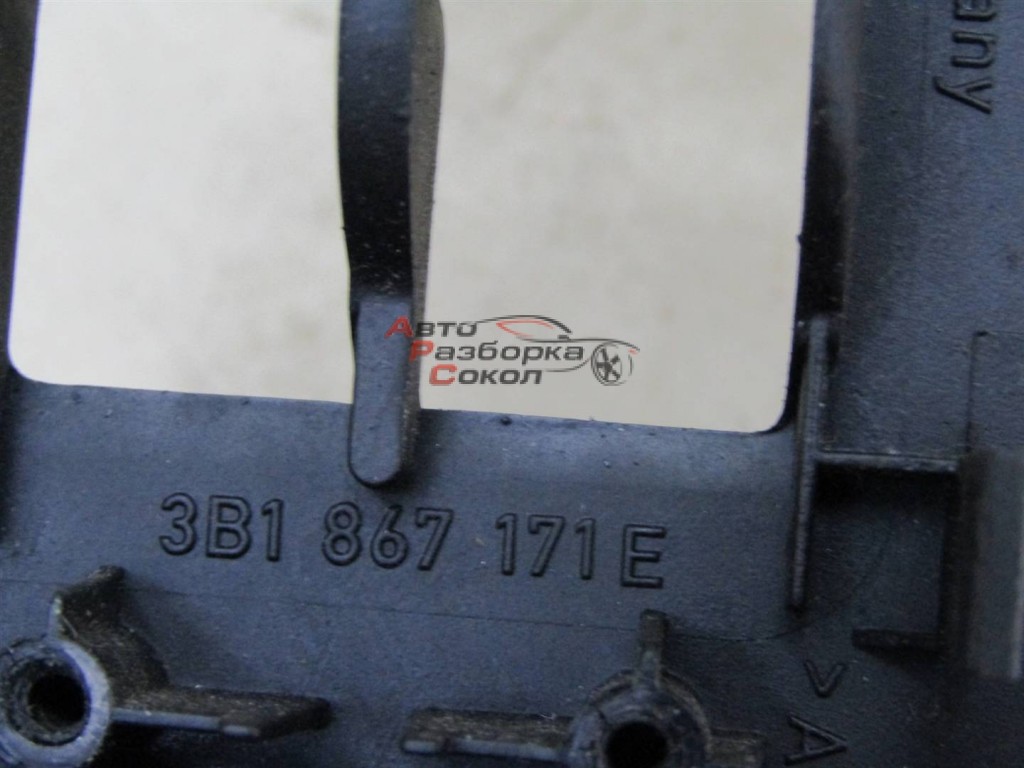 any
Авто
Разборка
Сокол
3B1 867 171 E
>A